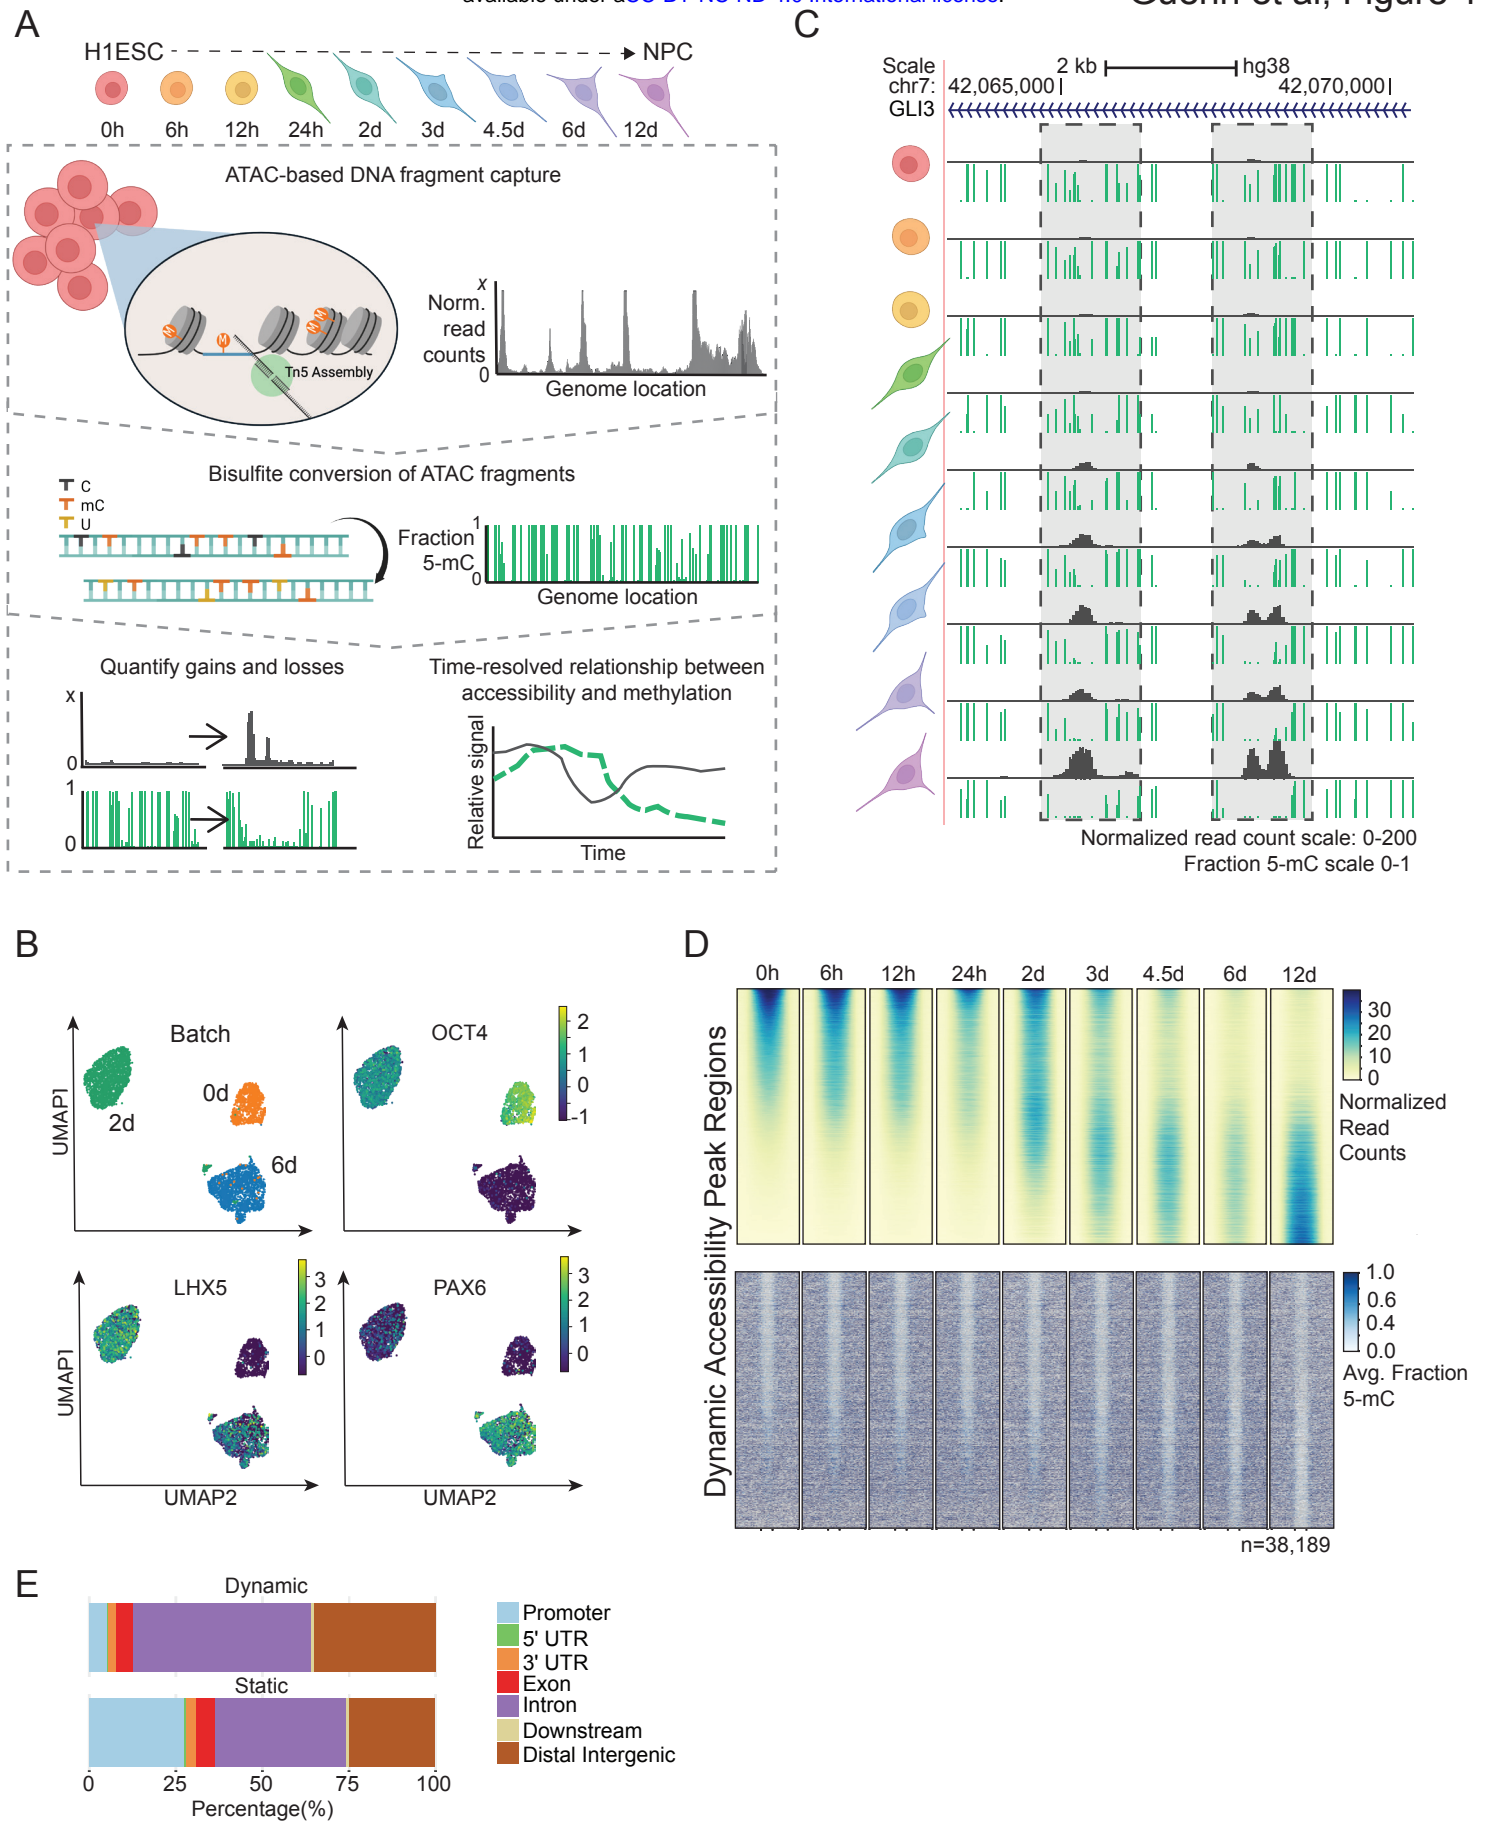 A
H1ESC
NPC
0h 6h 12h 24h 2d 3d 4.5d 6d 12d
ATAC-based DNA fragment capture
M
M
M
M
Tn5 Assembly
x
Norm.
read
counts
0
Genome location
Bisulfite conversion of ATAC fragments
C
mC
U
Fraction
5-mC
1
0
Genome location
Quantify gains and losses
x
0
1
0
Time-resolved relationship between
accessibility and methylation
Relative signal
Time
C
Scale
2 kb
hg38
chr7:
42,065,000
42,070,000
GLI3
Normalized read count scale: 0-200
Fraction 5-mC scale 0-1
B
Batch
2d
0d
6d
UMAP1
OCT4
2
1
0
-1
LHX5
3
2
1
0
UMAP1
UMAP2
PAX6
3
2
1
0
UMAP2
D
0h 6h 12h 24h 2d 3d 4.5d 6d 12d
Dynamic Accessibility Peak Regions
30
20
10
0
Normalized
Read
Counts
1.0
0.6
0.4
0.0
Avg. Fraction
5-mC
n=38,189
E
Dynamic
Static
0 25 50 75 100
Percentage(%)
Promoter
5' UTR
3' UTR
Exon
Intron
Downstream
Distal Intergenic